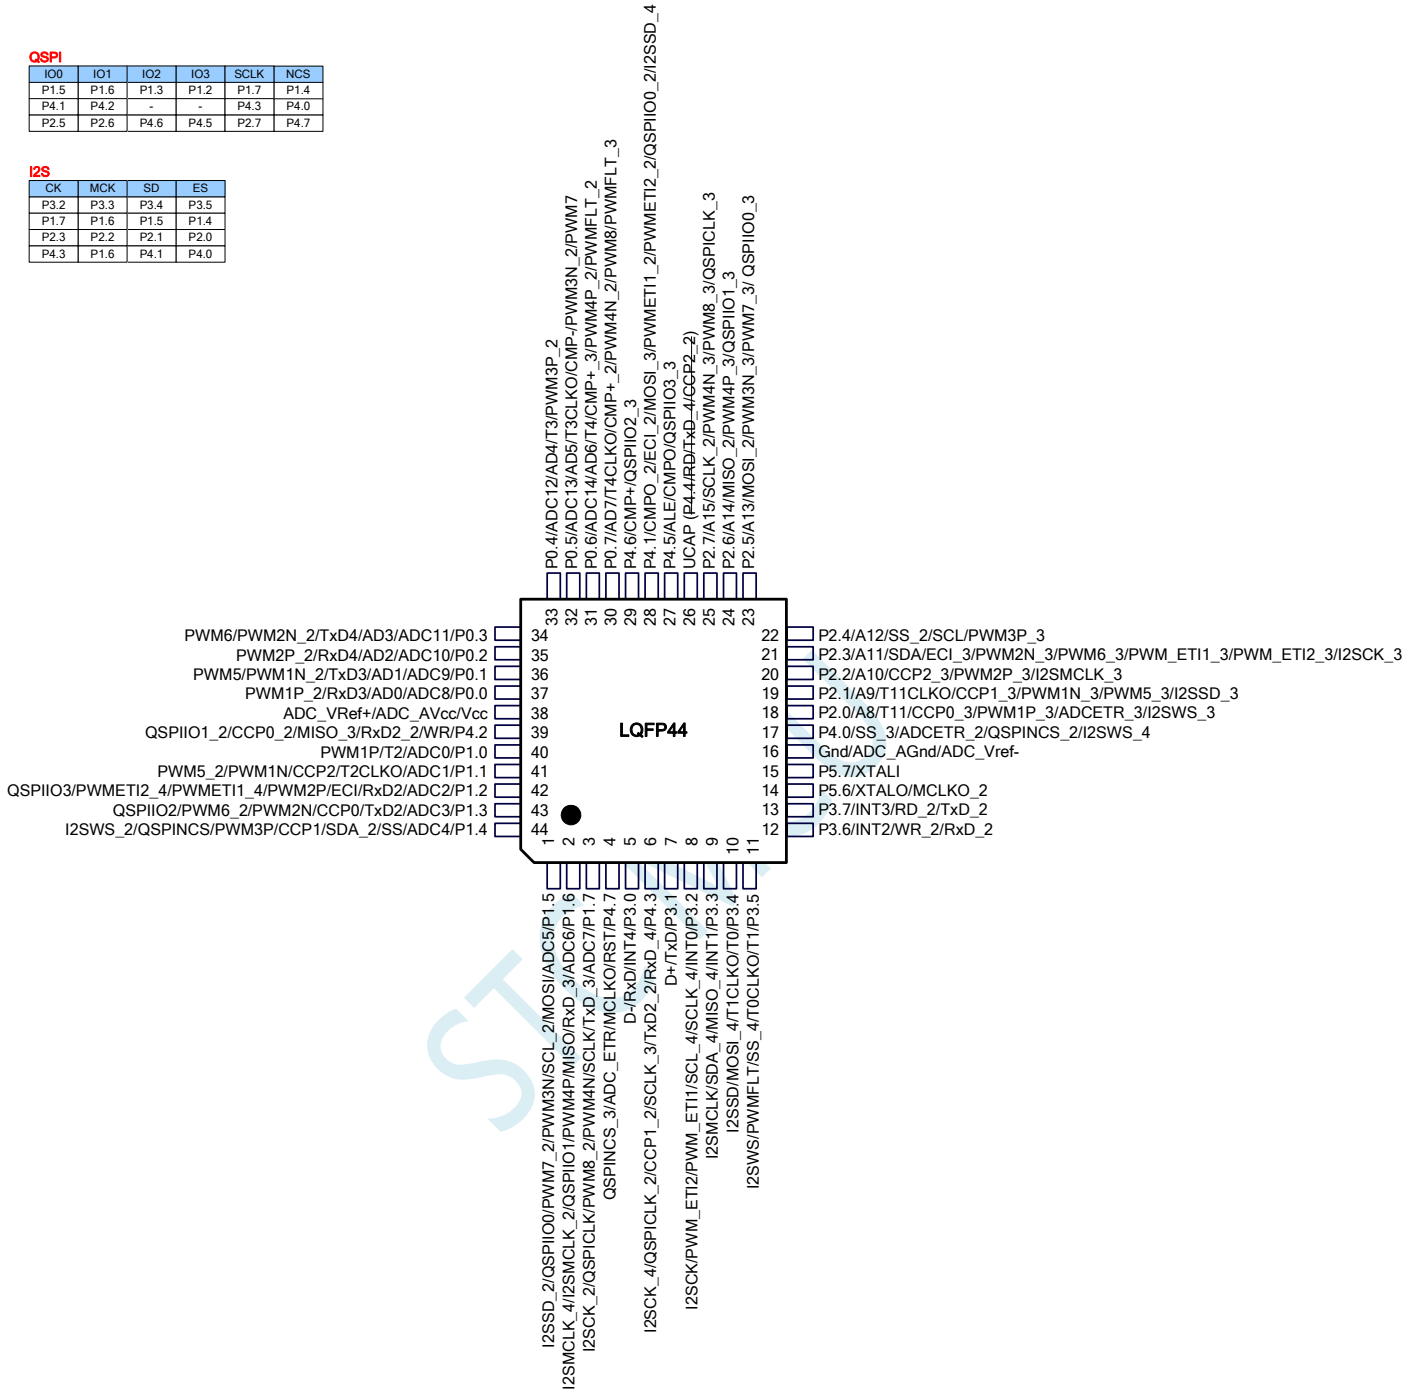 QSPI
IO0 IO1 IO2 IO3 SCLK NCS
P1.5 P1.6 P1.3 P1.2 P1.7 P1.4
P4.1 P4.2 - - P4.3 P4.0
P2.5 P2.6 P4.6 P4.5 P2.7 P4.7
I2S
CK MCK SD ES
P3.2 P3.3 P3.4 P3.5
P1.7 P1.6 P1.5 P1.4
P2.3 P2.2 P2.1 P2.0
P4.3 P1.6 P4.1 P4.0
P0.4/ADC12/AD4/T3/PWM3P_2
P0.5/ADC13/AD5/T3CLKO/CMP-/PWM3N_2/PWM7
P0.6/ADC14/AD6/T4/CMP+_3/PWM4P_2/PWMFLT_2
P0.7/AD7/T4CLKO/CMP+_2/PWM4N_2/PWM8/PWMFLT_3
P4.6/CMP+/QSPIIO2_3
P4.1/CMPO_2/ECI_2/MOSI_3/PWMETI1_2/PWMETI2_2/QSPIIO0_2/I2SSD_4
P4.5/ALE/CMPO/QSPIIO3_3
UCAP (P4.4/RD/TxD_4/CCP2_2)
P2.7/A15/SCLK_2/PWM4N_3/PWM8_3/QSPICLK_3
P2.6/A14/MISO_2/PWM4P_3/QSPIIO1_3
P2.5/A13/MOSI_2/PWM3N_3/PWM7_3/ QSPIIO0_3
33 32 31 30 29 28 27 26 25 24 23
PWM6/PWM2N_2/TxD4/AD3/ADC11/P0.3 34
PWM2P_2/RxD4/AD2/ADC10/P0.2 35
PWM5/PWM1N_2/TxD3/AD1/ADC9/P0.1 36
PWM1P_2/RxD3/AD0/ADC8/P0.0 37
ADC_VRef+/ADC_AVcc/Vcc 38
QSPIIO1_2/CCP0_2/MISO_3/RxD2_2/WR/P4.2 39
PWM1P/T2/ADC0/P1.0 40
PWM5_2/PWM1N/CCP2/T2CLKO/ADC1/P1.1 41
QSPIIO3/PWMETI2_4/PWMETI1_4/PWM2P/ECI/RxD2/ADC2/P1.2 42
QSPIIO2/PWM6_2/PWM2N/CCP0/TxD2/ADC3/P1.3 43
I2SWS_2/QSPINCS/PWM3P/CCP1/SDA_2/SS/ADC4/P1.4 44
LQFP44
22 P2.4/A12/SS_2/SCL/PWM3P_3
21 P2.3/A11/SDA/ECI_3/PWM2N_3/PWM6_3/PWM_ETI1_3/PWM_ETI2_3/I2SCK_3
20 P2.2/A10/CCP2_3/PWM2P_3/I2SMCLK_3
19 P2.1/A9/T11CLKO/CCP1_3/PWM1N_3/PWM5_3/I2SSD_3
18 P2.0/A8/T11/CCP0_3/PWM1P_3/ADCETR_3/I2SWS_3
17 P4.0/SS_3/ADCETR_2/QSPINCS_2/I2SWS_4
16 Gnd/ADC_AGnd/ADC_Vref-
15 P5.7/XTALI
14 P5.6/XTALO/MCLKO_2
13 P3.7/INT3/RD_2/TxD_2
12 P3.6/INT2/WR_2/RxD_2
1 2 3 4 5 6 7 8 9 10 11
I2SSD_2/QSPIIO0/PWM7_2/PWM3N/SCL_2/MOSI/ADC5/P1.5
I2SMCLK_4/I2SMCLK_2/QSPIIO1/PWM4P/MISO/RxD_3/ADC6/P1.6
I2SCK_2/QSPICLK/PWM8_2/PWM4N/SCLK/TxD_3/ADC7/P1.7
QSPINCS_3/ADC_ETR/MCLKO/RST/P4.7
D-/RxD/INT4/P3.0
I2SCK_4/QSPICLK_2/CCP1_2/SCLK_3/TxD2_2/RxD_4/P4.3
D+/TxD/P3.1
I2SCK/PWM_ETI2/PWM_ETI1/SCL_4/SCLK_4/INT0/P3.2
I2SMCLK/SDA_4/MISO_4/INT1/P3.3
I2SSD/MOSI_4/T1CLKO/T0/P3.4
I2SWS/PWMFLT/SS_4/T0CLKO/T1/P3.5
STCMCU